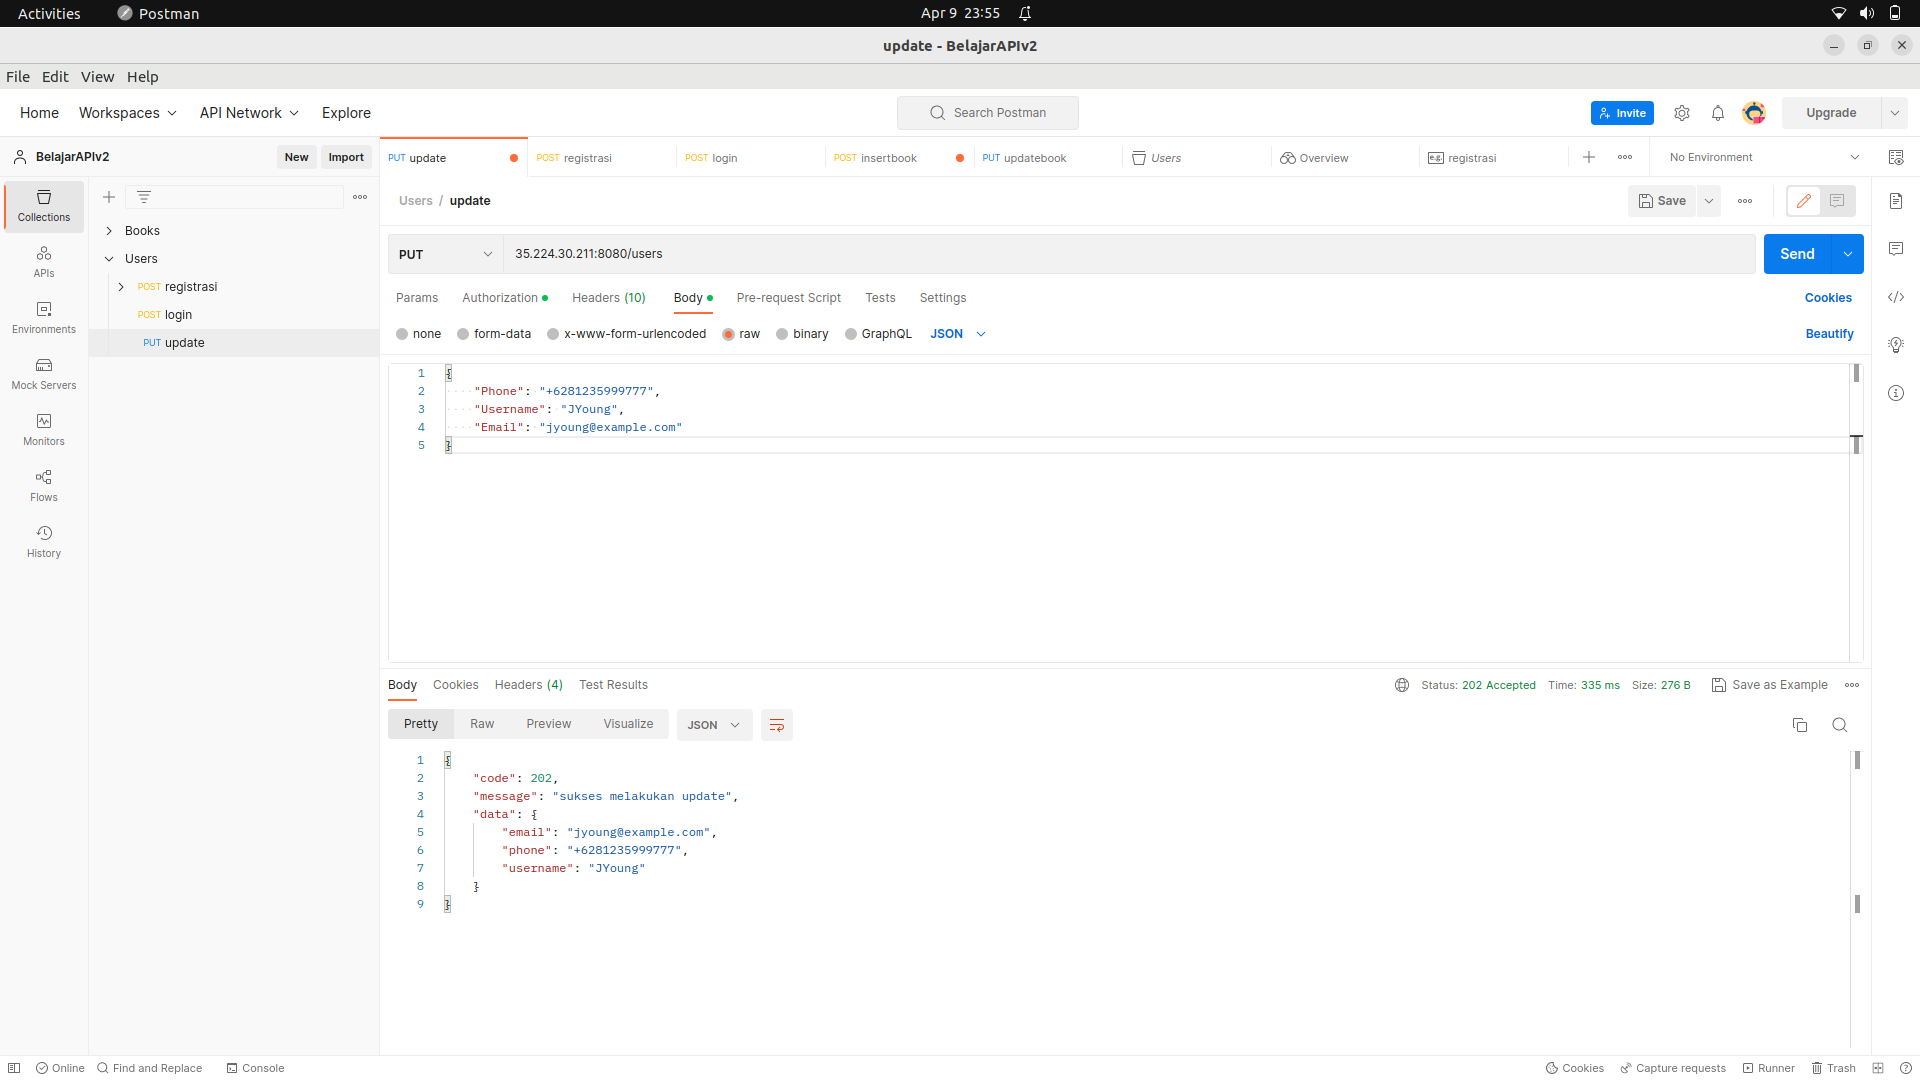 Activities Postman Apr 9 23:55
update - BelajarAPIv2
File Edit View Help
Home Workspaces API Network Explore Search Postman Invite Upgrade
BelajarAPIv2 New Import PUT update POST registrasi POST login POST insertbook PUT updatebook Users Overview e.g. registrasi No Environment
Collections
APIs
Environments
Mock Servers
Monitors
Flows
History
Books
Users
POST registrasi
POST login
PUT update
Users / update Save
PUT 35.224.30.211:8080/users Send
Params Authorization Headers (10) Body Pre-request Script Tests Settings Cookies
none form-data x-www-form-urlencoded raw binary GraphQL JSON Beautify
1 {
2 "Phone": "+6281235999777",
3 "Username": "JYoung",
4 "Email": "jyoung@example.com"
5 }
Body Cookies Headers (4) Test Results Status: 202 Accepted Time: 335 ms Size: 276 B Save as Example
Pretty Raw Preview Visualize JSON
1 {
2 "code": 202,
3 "message": "sukses melakukan update",
4 "data": {
5 "email": "jyoung@example.com",
6 "phone": "+6281235999777",
7 "username": "JYoung"
8 }
9 }
Online Find and Replace Console Cookies Capture requests Runner Trash